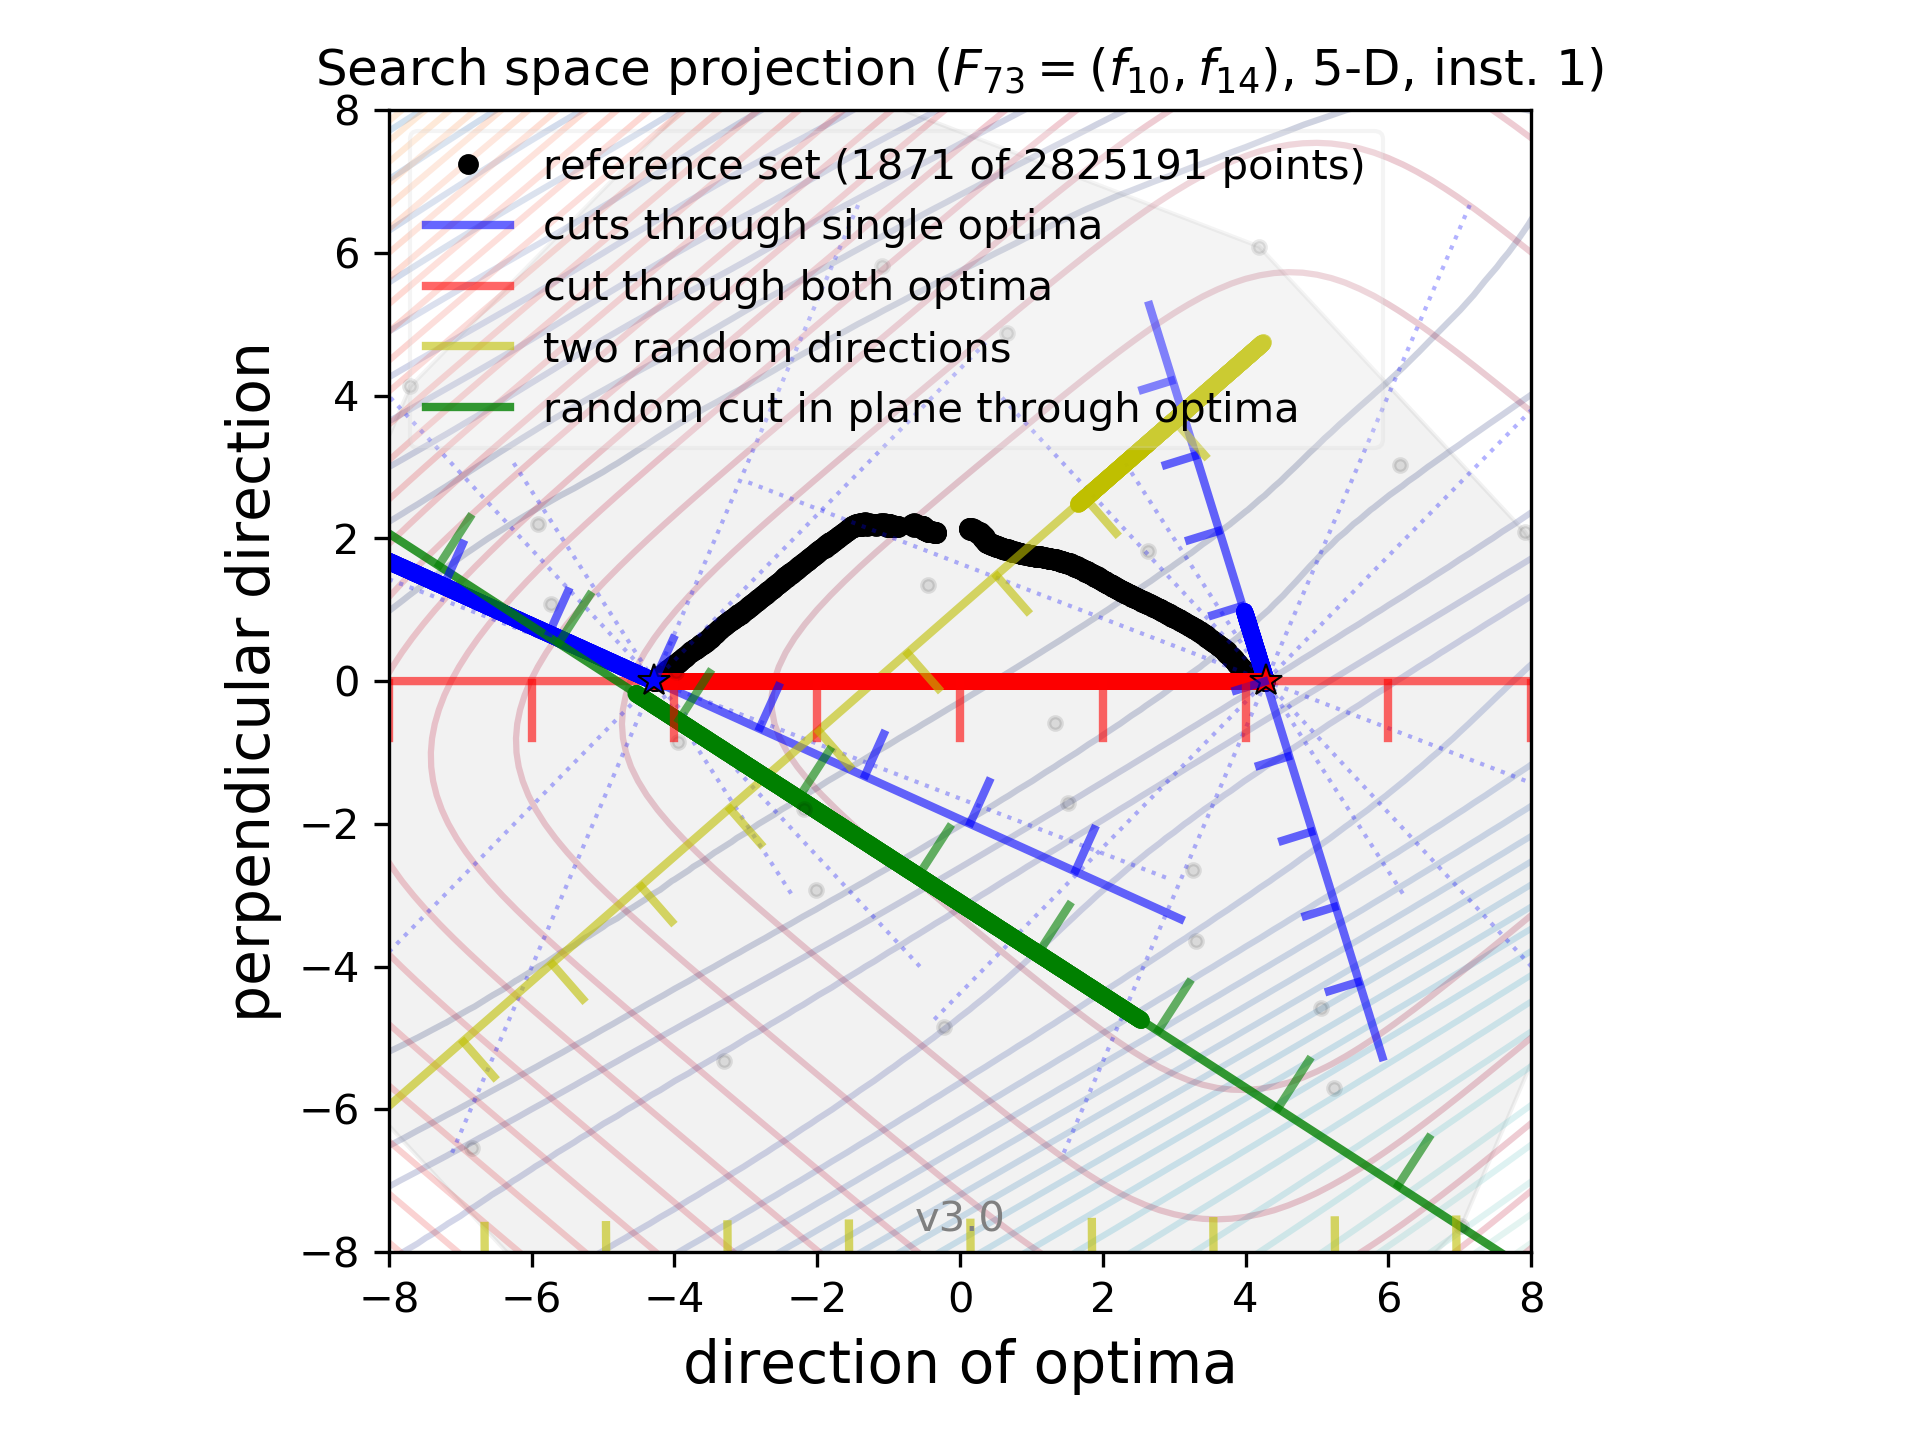 Search space projection (F₇₃ = (f₁₀, f₁₄), 5-D, inst. 1)
8
reference set (1871 of 2825191 points)
cuts through single optima
6
cut through both optima
two random directions
4
random cut in plane through optima
2
0
−2
−4
−6
−8
perpendicular direction
v3.0
−8 −6 −4 −2 0 2 4 6 8
direction of optima